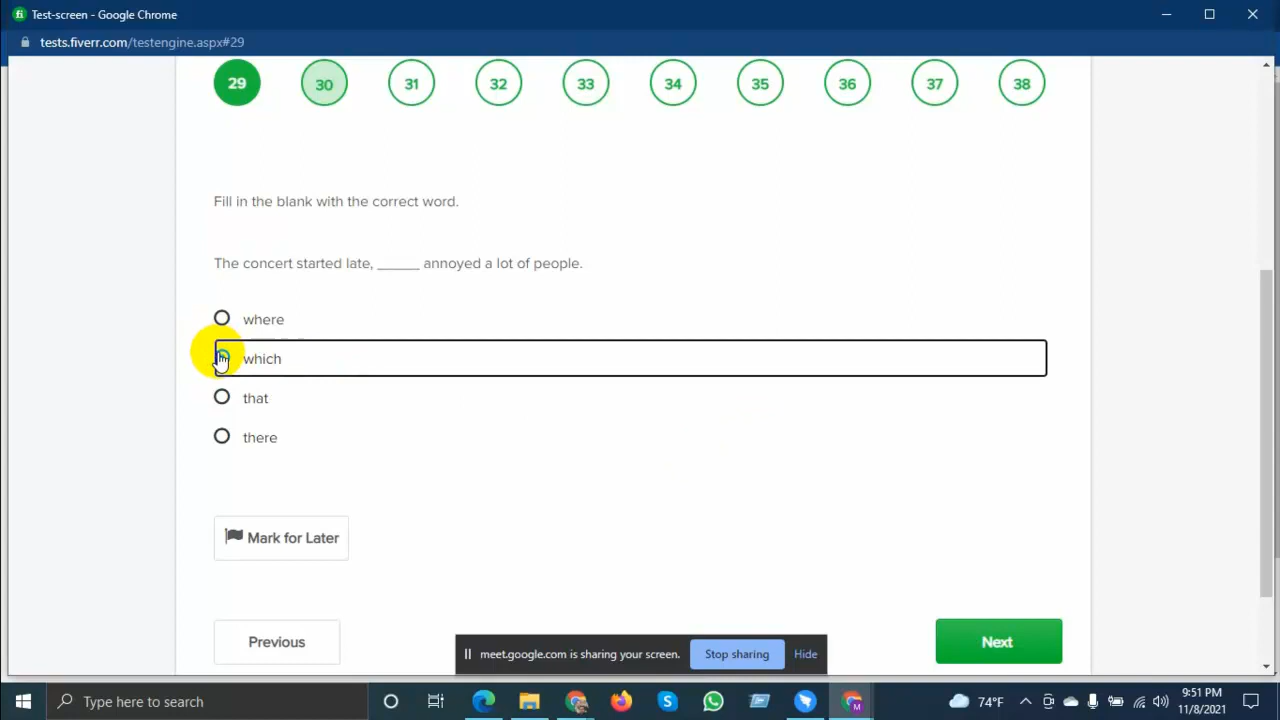 fi Test-screen - Google Chrome
tests.fiverr.com/testengine.aspx#29
29 30 31 32 33 34 35 36 37 38
Fill in the blank with the correct word.
The concert started late, _____ annoyed a lot of people.
where
which
that
there
Mark for Later
Previous
meet.google.com is sharing your screen. Stop sharing Hide
Next
Type here to search
M
74°F
9:51 PM
11/8/2021